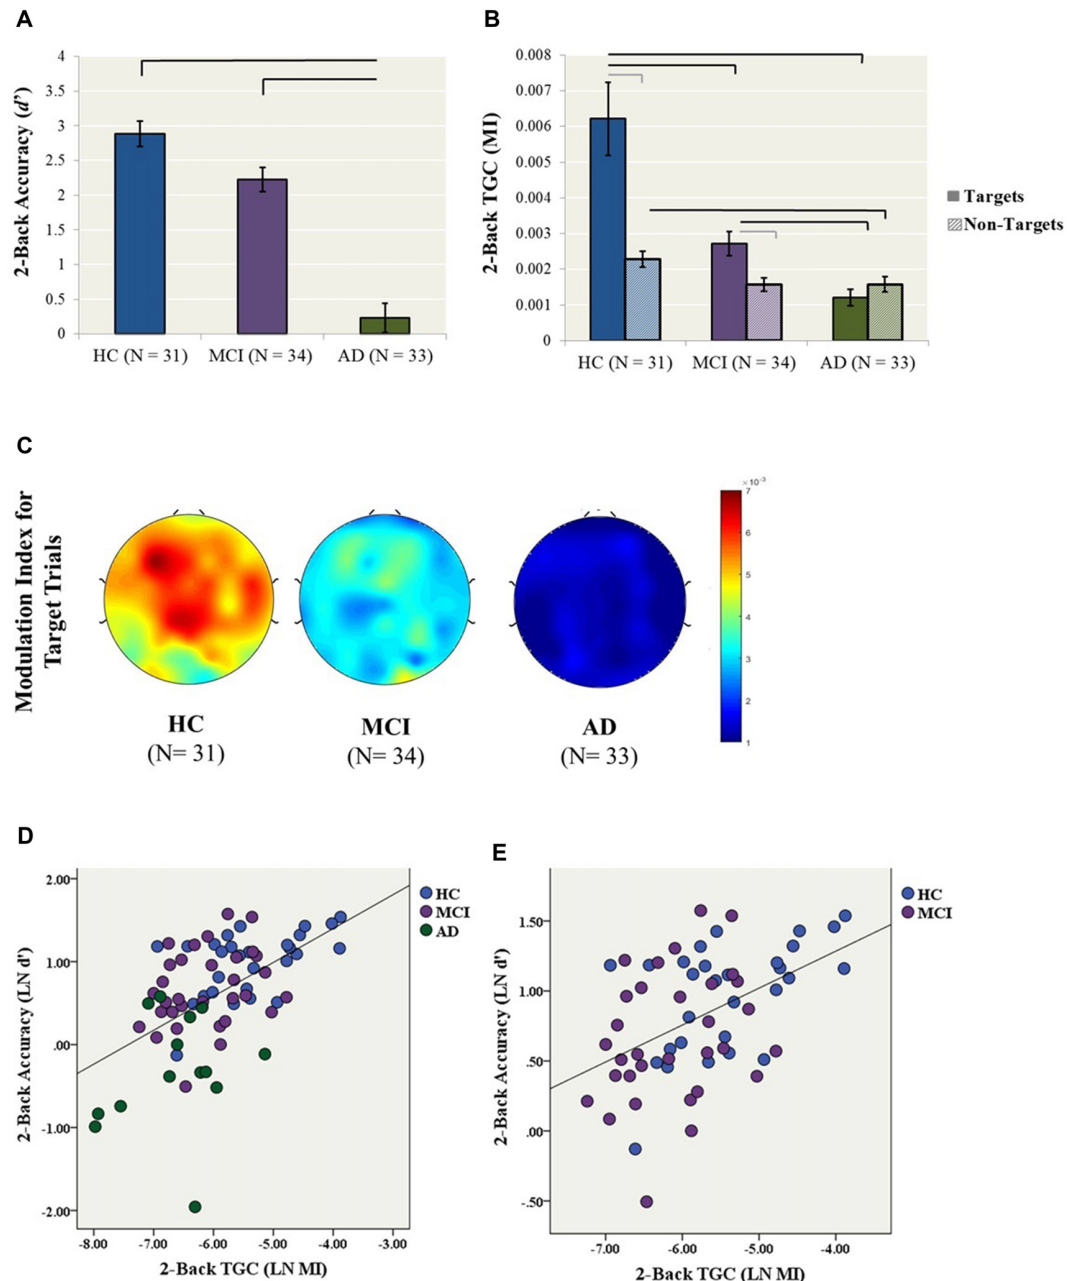 A
B
4
3.5
3
2.5
2
1.5
1
0.5
0
2-Back Accuracy (d')
HC (N = 31)
MCI (N = 34)
AD (N = 33)
0.008
0.007
0.006
0.005
0.004
0.003
0.002
0.001
0
2-Back TGC (MI)
HC (N = 31)
MCI (N = 34)
AD (N = 33)
Targets
Non-Targets
C
Modulation Index for
Target Trials
HC
(N= 31)
MCI
(N= 34)
AD
(N= 33)
×10⁻³
7
6
5
4
3
2
1
D
2.00
1.00
.00
-1.00
-2.00
2-Back Accuracy (LN d')
-8.00
-7.00
-6.00
-5.00
-4.00
-3.00
2-Back TGC (LN MI)
HC
MCI
AD
E
1.50
1.00
.50
.00
-.50
2-Back Accuracy (LN d')
-7.00
-6.00
-5.00
-4.00
2-Back TGC (LN MI)
HC
MCI